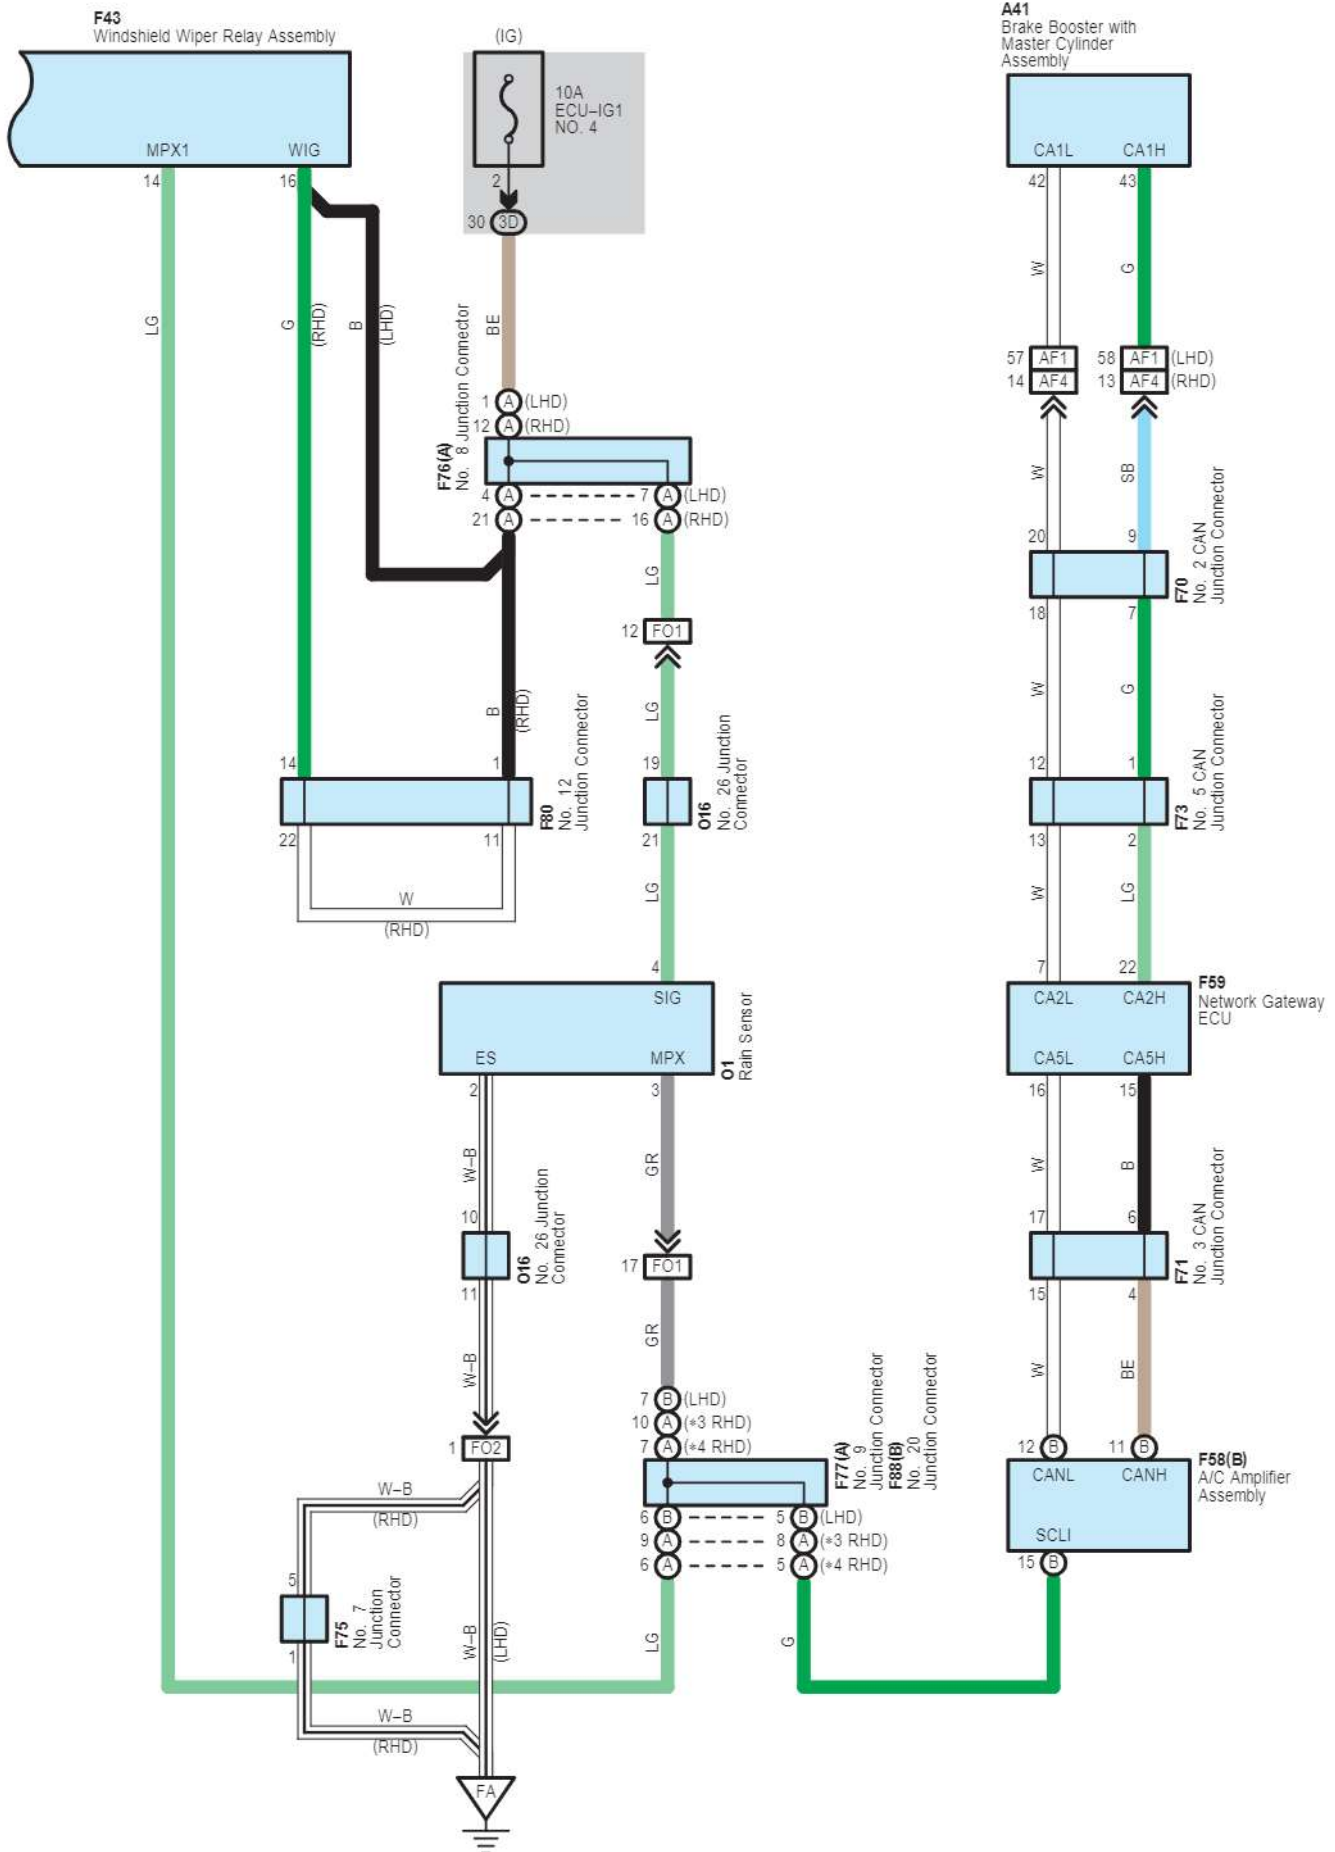 F43
Windshield Wiper Relay Assembly
MPX1
WIG
14
16
(IG)
10A
ECU–IG1
NO. 4
2
30
3D
A41
Brake Booster with
Master Cylinder
Assembly
CA1L
CA1H
42
43
W
G
LG
G
(RHD)
B
(LHD)
BE
57
AF1
58
AF1
(LHD)
14
AF4
13
AF4
(RHD)
1
A
(LHD)
12
A
(RHD)
F76(A)
No. 8 Junction Connector
4
A
7
A
(LHD)
21
A
16
A
(RHD)
W
SB
20
9
F70
No. 2 CAN
Junction Connector
18
7
LG
12
FO1
LG
B
(RHD)
W
G
14
1
19
12
1
F80
No. 12
Junction Connector
O16
No. 26 Junction
Connector
F73
No. 5 CAN
Junction Connector
22
11
21
13
2
W
(RHD)
LG
W
LG
4
7
22
SIG
ES
MPX
O1
Rain Sensor
CA2L
CA2H
CA5L
CA5H
F59
Network Gateway
ECU
2
3
16
15
W–B
GR
W
B
10
17
6
O16
No. 26 Junction
Connector
F71
No. 3 CAN
Junction Connector
11
17
FO1
15
4
W–B
GR
W
BE
1
FO2
7
B
(LHD)
10
A
(*3 RHD)
7
A
(*4 RHD)
F77(A)
No. 9
Junction Connector
F88(B)
No. 20
Junction Connector
12
B
11
B
CANL
CANH
SCLI
F58(B)
A/C Amplifier
Assembly
15
B
W–B
(RHD)
6
B
5
B
(LHD)
9
A
8
A
(*3 RHD)
6
A
5
A
(*4 RHD)
5
F75
No. 7
Junction
Connector
1
W–B
(LHD)
LG
G
W–B
(RHD)
FA